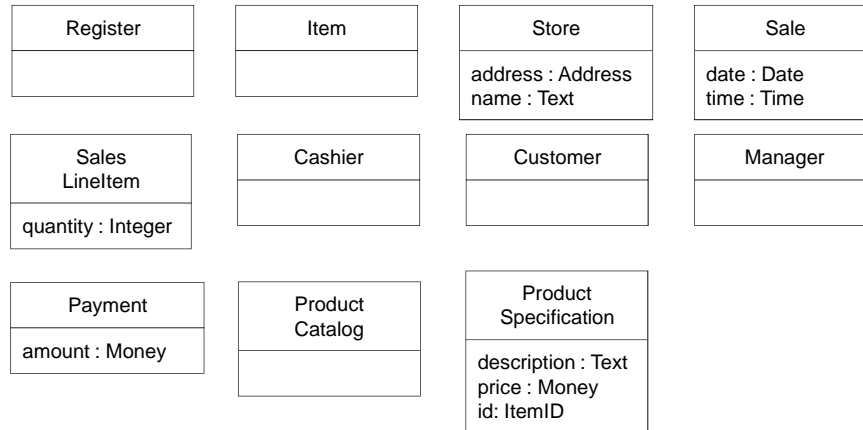 Register
Item
Store
address : Address
name : Text
Sale
date : Date
time : Time
Sales
LineItem
quantity : Integer
Cashier
Customer
Manager
Payment
amount : Money
Product
Catalog
Product
Specification
description : Text
price : Money
id: ItemID